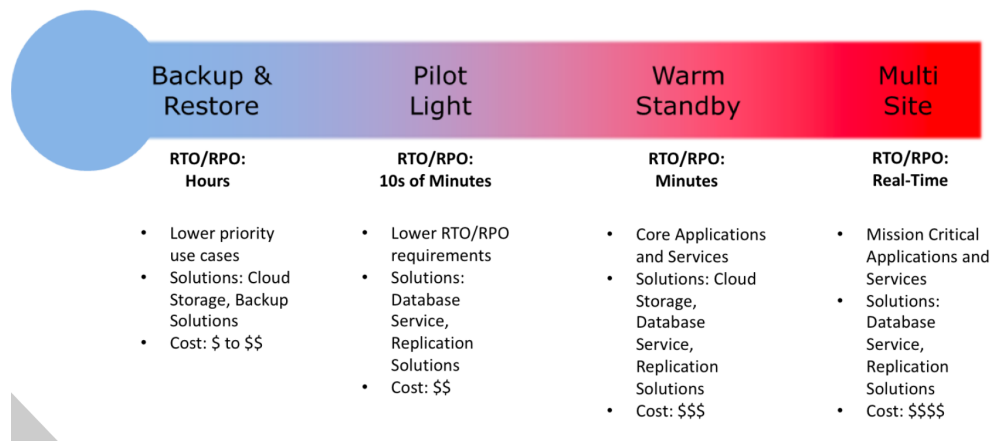 Backup &
Restore
Pilot
Light
Warm
Standby
Multi
Site
RTO/RPO:
Hours
RTO/RPO:
10s of Minutes
RTO/RPO:
Minutes
RTO/RPO:
Real-Time
• Lower priority
use cases
• Solutions: Cloud
Storage, Backup
Solutions
• Cost: $ to $$
• Lower RTO/RPO
requirements
• Solutions:
Database
Service,
Replication
Solutions
• Cost: $$
• Core Applications
and Services
• Solutions: Cloud
Storage,
Database
Service,
Replication
Solutions
• Cost: $$$
• Mission Critical
Applications and
Services
• Solutions:
Database
Service,
Replication
Solutions
• Cost: $$$$